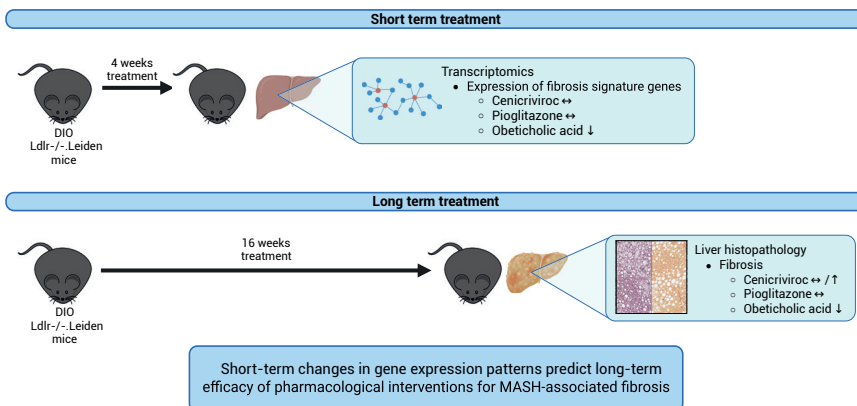 Short term treatment
4 weeks
treatment
DIO
Ldlr-/-.Leiden
mice
Transcriptomics
• Expression of fibrosis signature genes
○ Cenicriviroc ↔
○ Pioglitazone ↔
○ Obeticholic acid ↓
Long term treatment
16 weeks
treatment
DIO
Ldlr-/-.Leiden
mice
Liver histopathology
• Fibrosis
○ Cenicriviroc ↔ /↑
○ Pioglitazone ↔
○ Obeticholic acid ↓
Short-term changes in gene expression patterns predict long-term
efficacy of pharmacological interventions for MASH-associated fibrosis